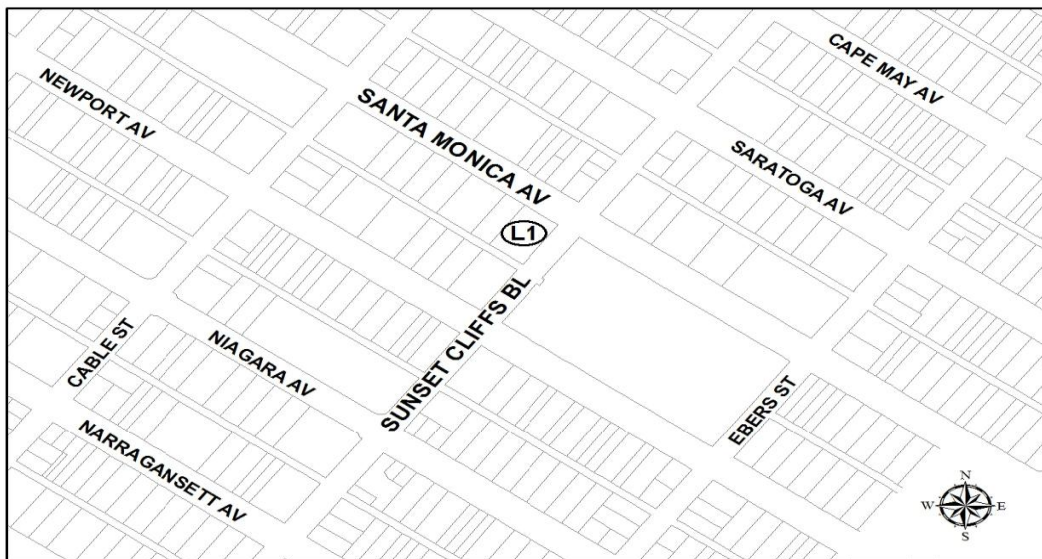 CAPE MAY AV
NEWPORT AV
SANTA MONICA AV
SARATOGA AV
L1
SUNSET CLIFFS BL
CABLE ST
NIAGARA AV
EBERS ST
NARRAGANSETT AV
N
W E
S